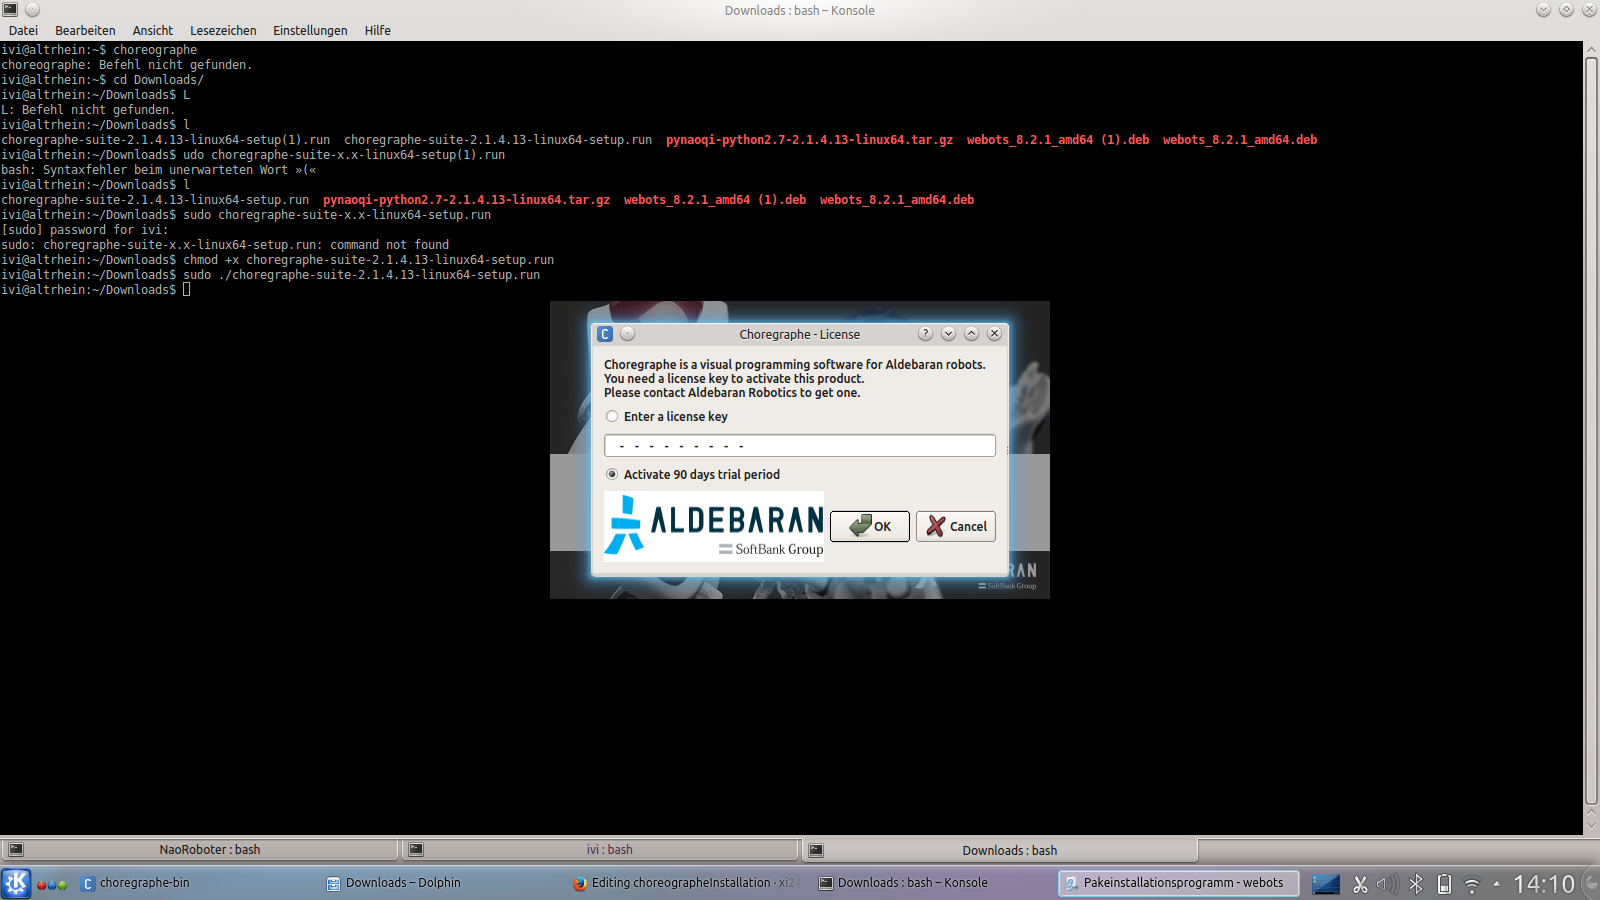 Downloads : bash – Konsole
Datei Bearbeiten Ansicht Lesezeichen Einstellungen Hilfe
ivi@altrhein:~$ choreographe
choreographe: Befehl nicht gefunden.
ivi@altrhein:~$ cd Downloads/
ivi@altrhein:~/Downloads$ L
L: Befehl nicht gefunden.
ivi@altrhein:~/Downloads$ l
choregraphe-suite-2.1.4.13-linux64-setup(1).run choregraphe-suite-2.1.4.13-linux64-setup.run pynaoqi-python2.7-2.1.4.13-linux64.tar.gz webots_8.2.1_amd64 (1).deb webots_8.2.1_amd64.deb
ivi@altrhein:~/Downloads$ udo choregraphe-suite-x.x-linux64-setup(1).run
bash: Syntaxfehler beim unerwarteten Wort »(«
ivi@altrhein:~/Downloads$ l
choregraphe-suite-2.1.4.13-linux64-setup.run pynaoqi-python2.7-2.1.4.13-linux64.tar.gz webots_8.2.1_amd64 (1).deb webots_8.2.1_amd64.deb
ivi@altrhein:~/Downloads$ sudo choregraphe-suite-x.x-linux64-setup.run
[sudo] password for ivi:
sudo: choregraphe-suite-x.x-linux64-setup.run: command not found
ivi@altrhein:~/Downloads$ chmod +x choregraphe-suite-2.1.4.13-linux64-setup.run
ivi@altrhein:~/Downloads$ sudo ./choregraphe-suite-2.1.4.13-linux64-setup.run
ivi@altrhein:~/Downloads$
C Choregraphe - License
Choregraphe is a visual programming software for Aldebaran robots.
You need a license key to activate this product.
Please contact Aldebaran Robotics to get one.
Enter a license key
- - - - - - - - -
Activate 90 days trial period
ALDEBARAN
SoftBank Group
OK Cancel
RAN
SoftBank Group
NaoRoboter : bash ivi : bash Downloads : bash
K C choregraphe-bin Downloads – Dolphin Editing choreographeInstallation · xi24 Downloads : bash – Konsole Pakeinstallationsprogramm - webots 14:10